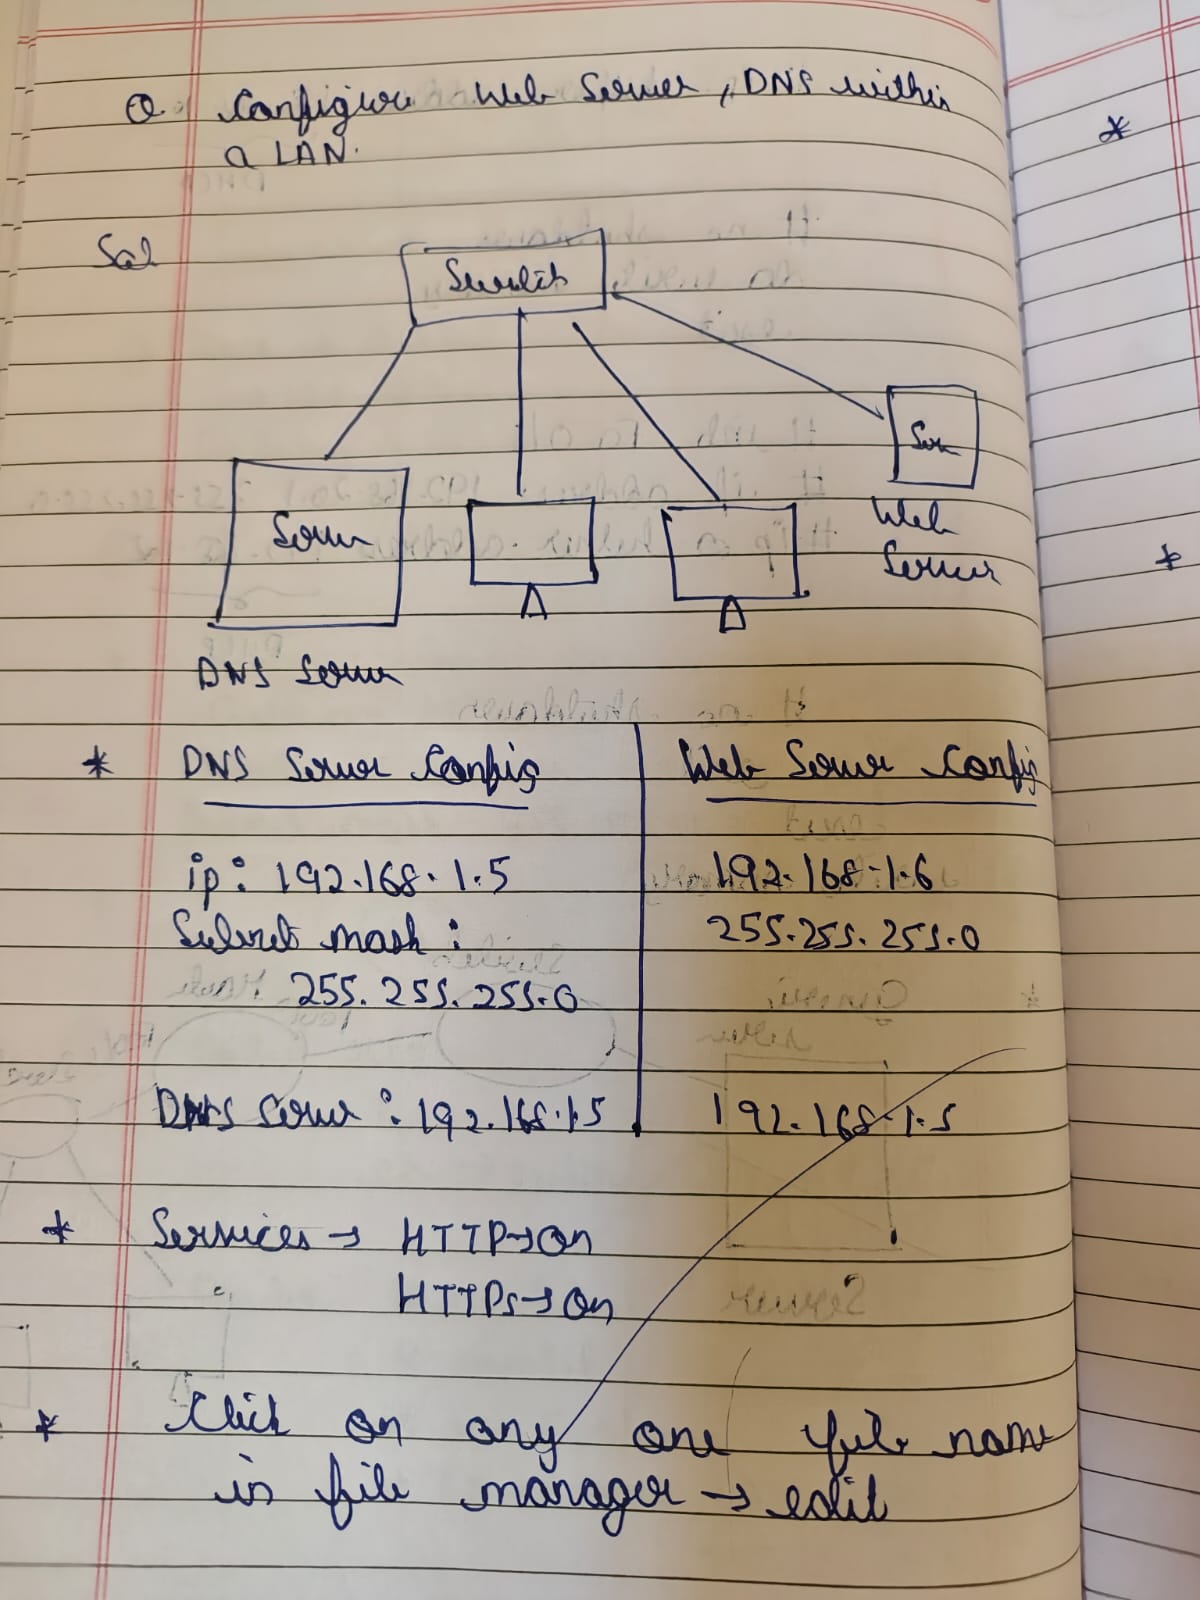 Q. Configure Web Server, DNS within
a LAN.
Sol
Switch
Server
Ser
Web
Server
DNS Server
* DNS Server Config
ip: 192.168.1.5
Subnet mask :
255.255.255.0
DNS Server : 192.168.1.5
Web Server Config
192.168.1.6
255.255.255.0
192.168.1.5
* Services → HTTP → On
HTTPs → On
* Click on any one file name
in file manager → edit
*
*